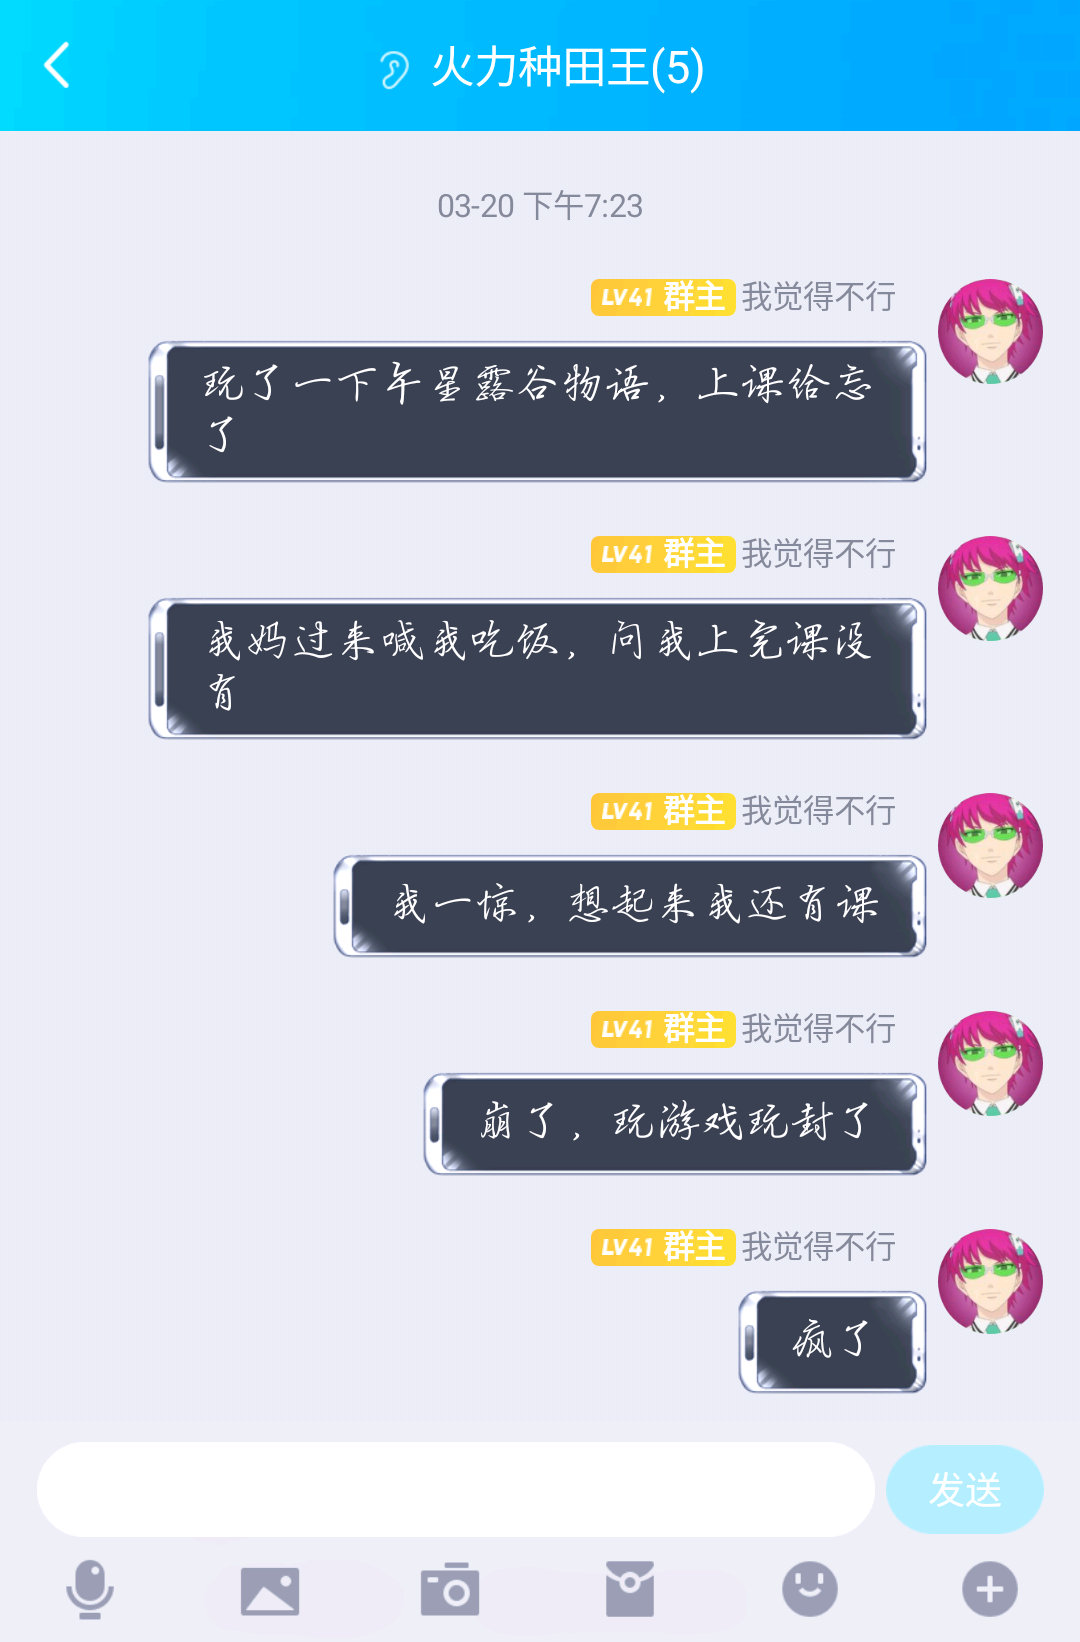 火力种田王(5)
03-20 下午7:23
LV41 群主 我觉得不行
玩了一下午星露谷物语，上课给忘
了
LV41 群主 我觉得不行
我妈过来喊我吃饭，问我上完课没
有
LV41 群主 我觉得不行
我一惊，想起来我还有课
LV41 群主 我觉得不行
崩了，玩游戏玩封了
LV41 群主 我觉得不行
疯了
发送